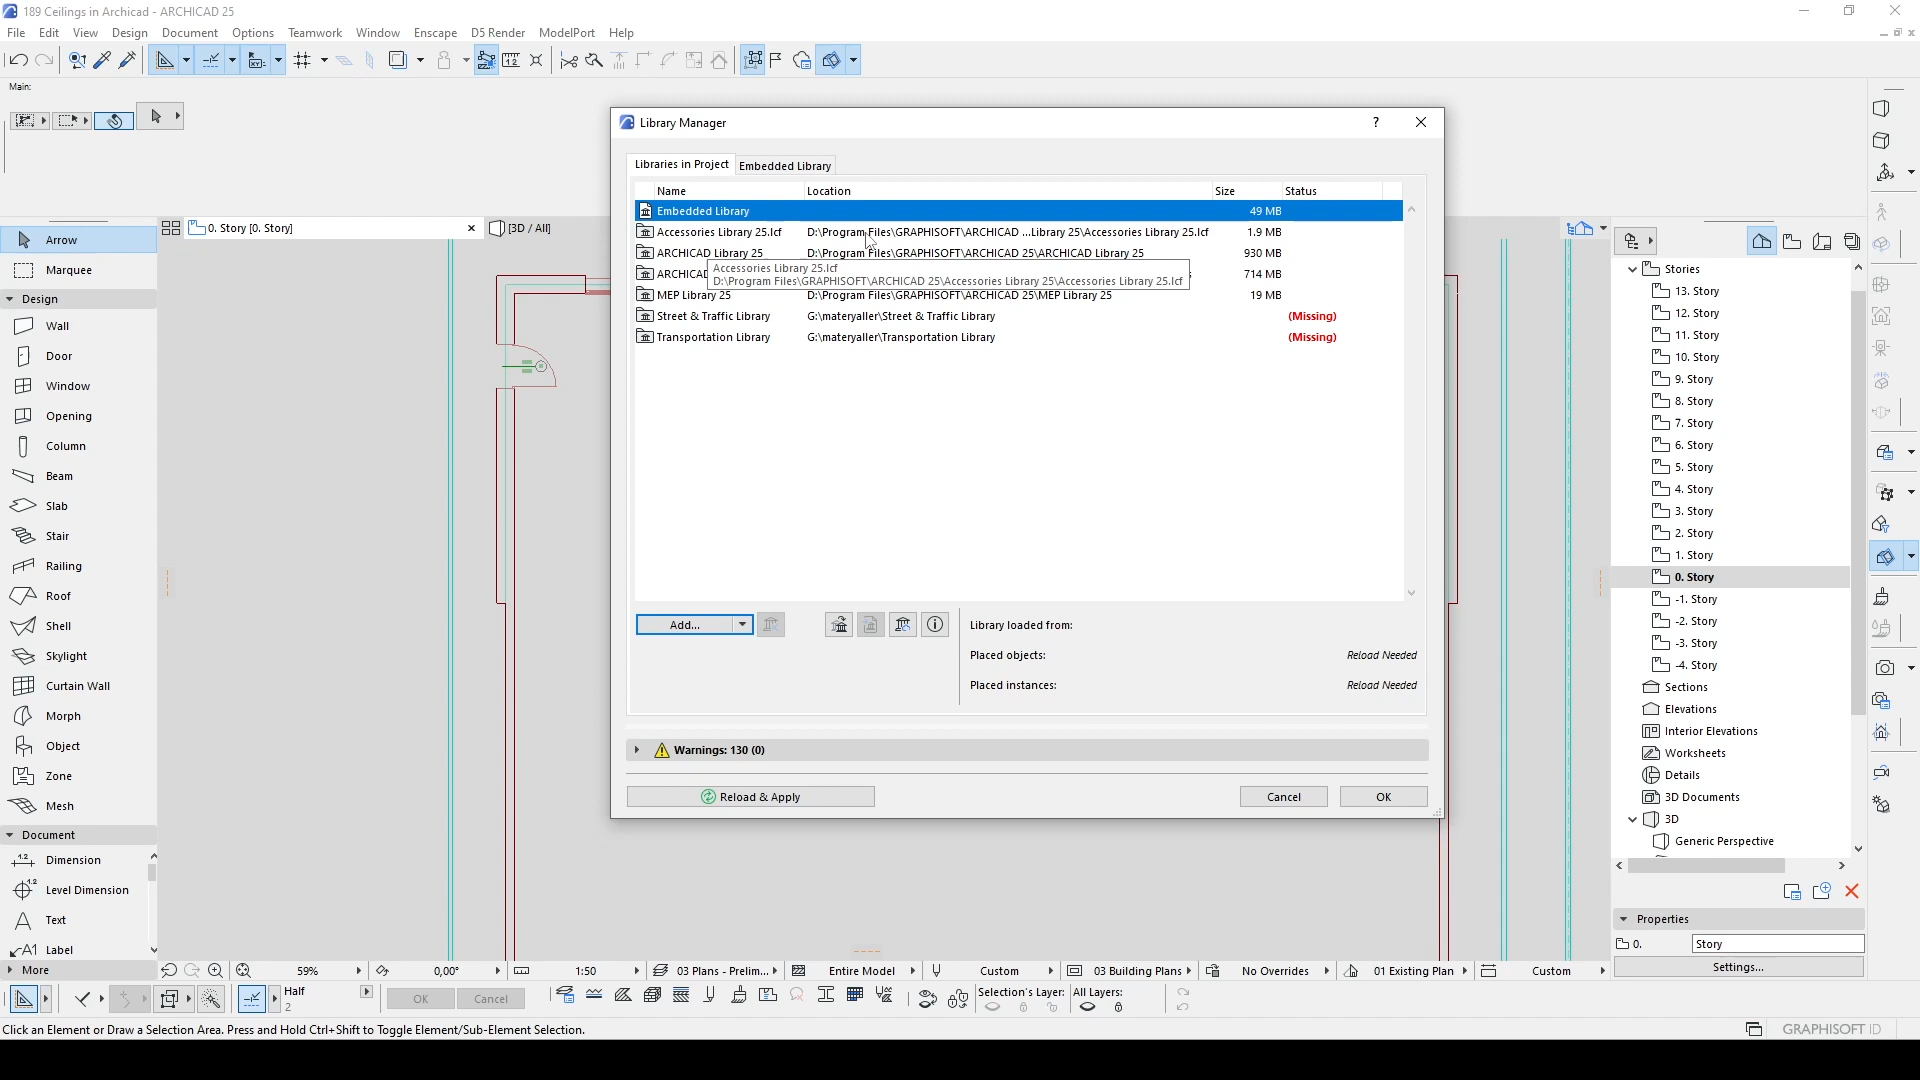 189 Ceilings in Archicad - ARCHICAD 25
File Edit View Design Document Options Teamwork Window Enscape D5 Render ModelPort Help
Main:
Library Manager
Libraries in Project Embedded Library
Name Location Size Status
Embedded Library 49 MB
Accessories Library 25.lcf D:\Program Files\GRAPHISOFT\ARCHICAD ...Library 25\Accessories Library 25.lcf 1.9 MB
ARCHICAD Library 25 D:\Program Files\GRAPHISOFT\ARCHICAD 25\ARCHICAD Library 25 930 MB
Accessories Library 25.lcf
ARCHICAD 714 MB
D:\Program Files\GRAPHISOFT\ARCHICAD 25\Accessories Library 25\Accessories Library 25.lcf
MEP Library 25 D:\Program Files\GRAPHISOFT\ARCHICAD 25\MEP Library 25 19 MB
Street & Traffic Library G:\materyaller\Street & Traffic Library (Missing)
Transportation Library G:\materyaller\Transportation Library (Missing)
Add...
Library loaded from:
Placed objects: Reload Needed
Placed instances: Reload Needed
Warnings: 130 (0)
Reload & Apply Cancel OK
0. Story [0. Story]
[3D / All]
Arrow
Marquee
Design
Wall
Door
Window
Opening
Column
Beam
Slab
Stair
Railing
Roof
Shell
Skylight
Curtain Wall
Morph
Object
Zone
Mesh
Document
Dimension
Level Dimension
Text
Label
More
Stories
13. Story
12. Story
11. Story
10. Story
9. Story
8. Story
7. Story
6. Story
5. Story
4. Story
3. Story
2. Story
1. Story
0. Story
-1. Story
-2. Story
-3. Story
-4. Story
Sections
Elevations
Interior Elevations
Worksheets
Details
3D Documents
3D
Generic Perspective
Properties
0. Story
Settings...
59% 0,00° 1:50 03 Plans - Prelim... Entire Model Custom 03 Building Plans No Overrides 01 Existing Plan Custom
Half
2
OK Cancel
Selection's Layer: All Layers:
Click an Element or Draw a Selection Area. Press and Hold Ctrl+Shift to Toggle Element/Sub-Element Selection.
GRAPHISOFT ID